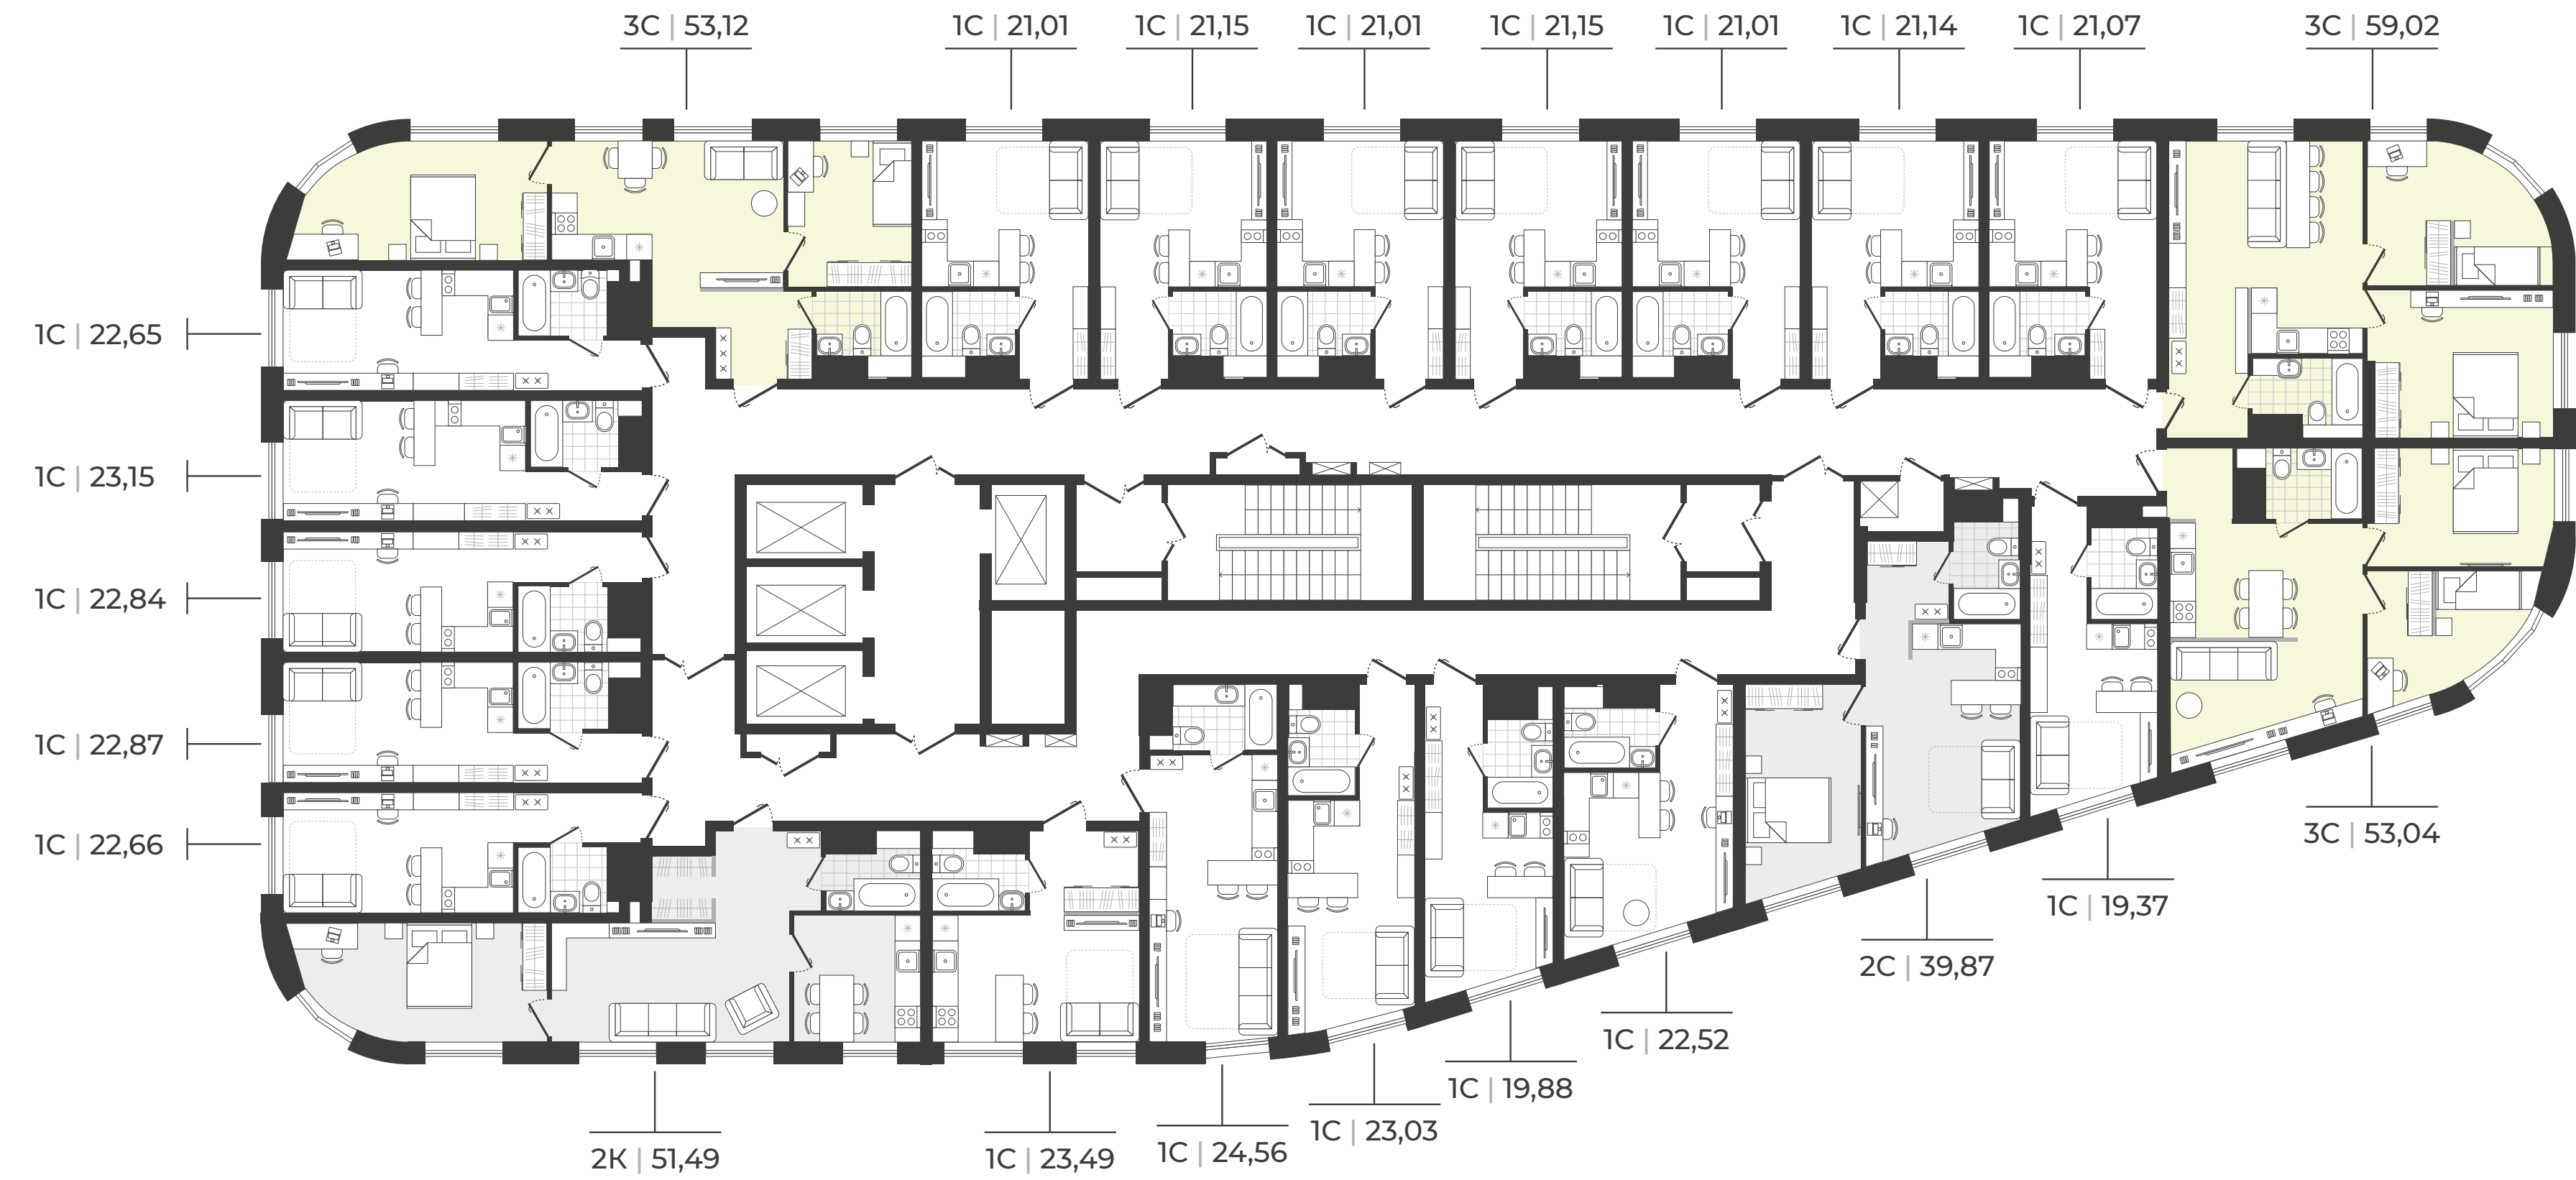 3С | 53,12
1С | 21,01
1С | 21,15
1С | 21,01
1С | 21,15
1С | 21,01
1С | 21,14
1С | 21,07
3С | 59,02
1С | 22,65
1С | 23,15
1С | 22,84
1С | 22,87
1С | 22,66
3С | 53,04
1С | 19,37
2С | 39,87
1С | 22,52
1С | 19,88
1С | 23,03
1С | 24,56
1С | 23,49
2К | 51,49